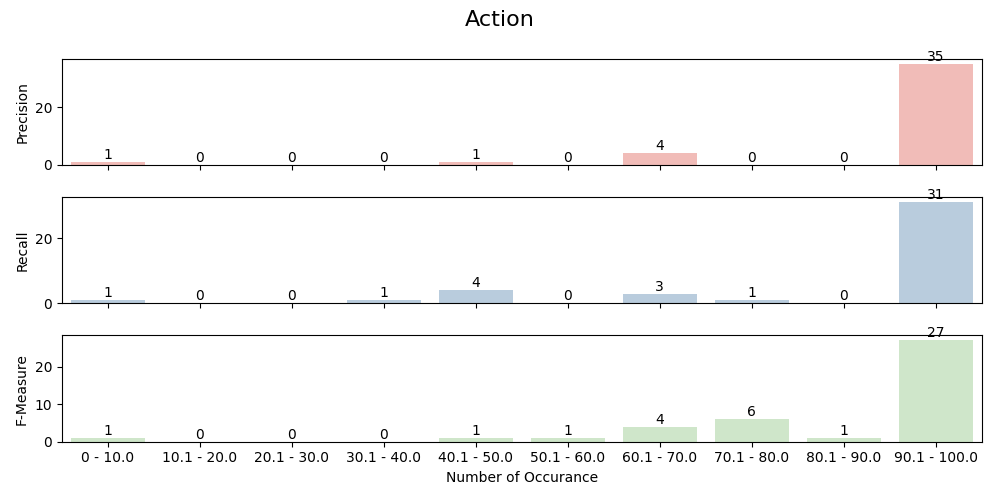 Action
Precision
20
0
1 0 0 0 1 0 4 0 0 35
Recall
20
0
1 0 0 1 4 0 3 1 0 31
F-Measure
20
10
0
1 0 0 0 1 1 4 6 1 27
0 - 10.0 10.1 - 20.0 20.1 - 30.0 30.1 - 40.0 40.1 - 50.0 50.1 - 60.0 60.1 - 70.0 70.1 - 80.0 80.1 - 90.0 90.1 - 100.0
Number of Occurance